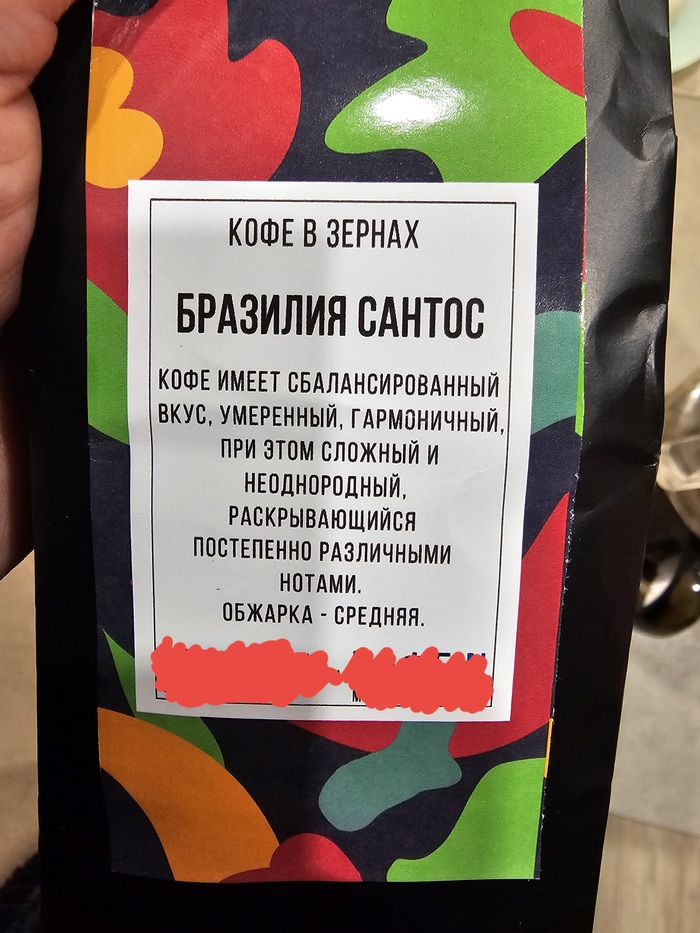 КОФЕ В ЗЕРНАХ
БРАЗИЛИЯ САНТОС
КОФЕ ИМЕЕТ СБАЛАНСИРОВАННЫЙ
ВКУС, УМЕРЕННЫЙ, ГАРМОНИЧНЫЙ,
ПРИ ЭТОМ СЛОЖНЫЙ И
НЕОДНОРОДНЫЙ,
РАСКРЫВАЮЩИЙСЯ
ПОСТЕПЕННО РАЗЛИЧНЫМИ
НОТАМИ.
ОБЖАРКА - СРЕДНЯЯ.